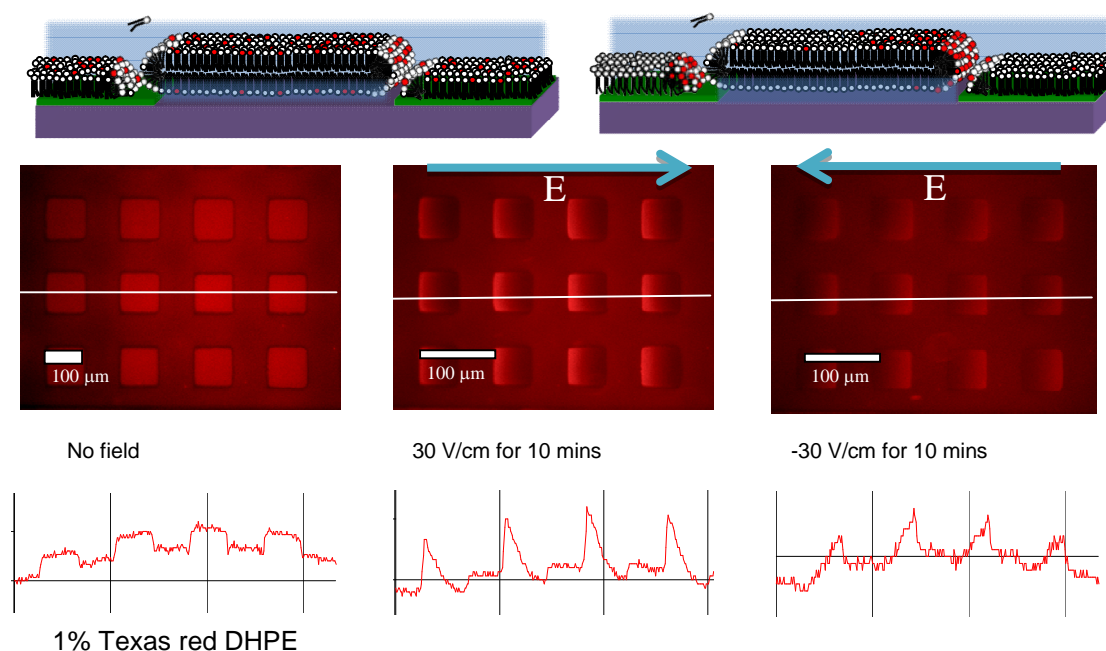 E
E
100 μm
100 μm
100 μm
No field
30 V/cm for 10 mins
-30 V/cm for 10 mins
1% Texas red DHPE